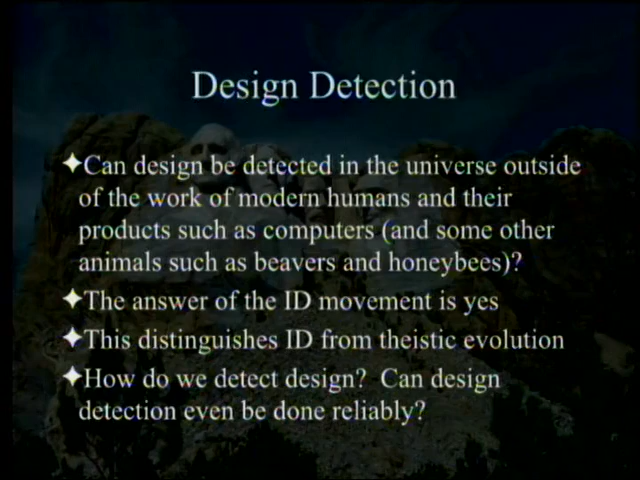 Design Detection
✦Can design be detected in the universe outside
of the work of modern humans and their
products such as computers (and some other
animals such as beavers and honeybees)?
✦The answer of the ID movement is yes
✦This distinguishes ID from theistic evolution
✦How do we detect design?  Can design
detection even be done reliably?